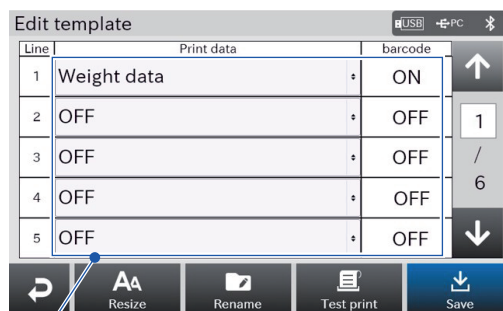 Edit template
USB PC
Line Print data barcode
1 Weight data ON
2 OFF OFF
3 OFF OFF
4 OFF OFF
5 OFF OFF
1
/
6
AA
Resize
Rename
Test print
Save